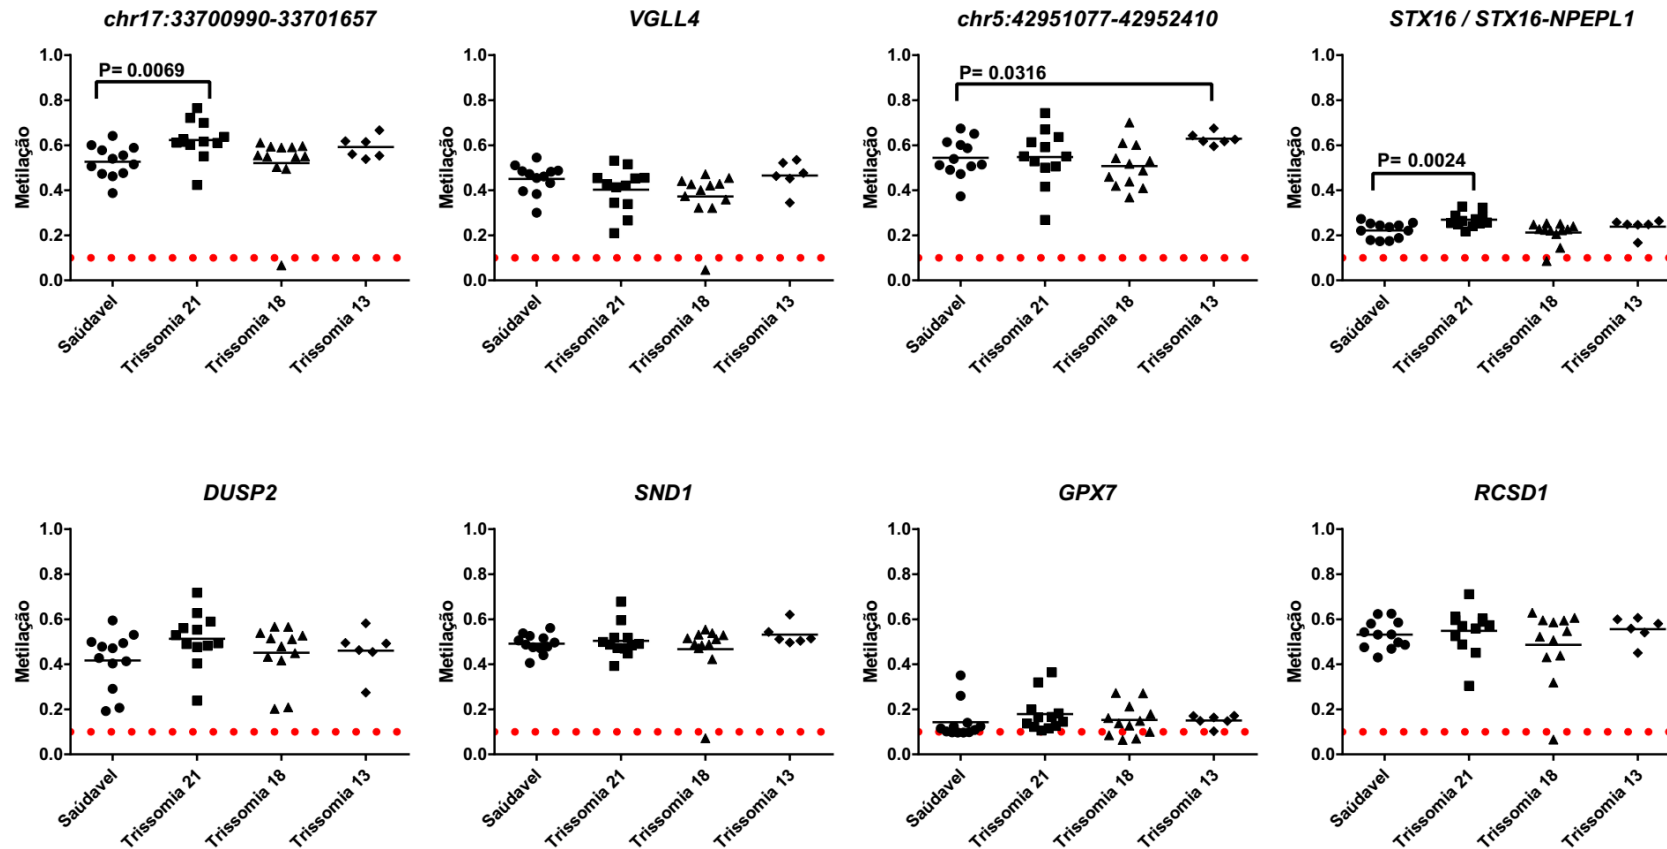 chr17:33700990-33701657
Metilação
1.0
0.8
0.6
0.4
0.2
0.0
P= 0.0069
Saúdavel
Trissomia 21
Trissomia 18
Trissomia 13
VGLL4
Metilação
1.0
0.8
0.6
0.4
0.2
0.0
Saúdavel
Trissomia 21
Trissomia 18
Trissomia 13
chr5:42951077-42952410
Metilação
1.0
0.8
0.6
0.4
0.2
0.0
P= 0.0316
Saúdavel
Trissomia 21
Trissomia 18
Trissomia 13
STX16 / STX16-NPEPL1
Metilação
1.0
0.8
0.6
0.4
0.2
0.0
P= 0.0024
Saúdavel
Trissomia 21
Trissomia 18
Trissomia 13
DUSP2
Metilação
1.0
0.8
0.6
0.4
0.2
0.0
Saúdavel
Trissomia 21
Trissomia 18
Trissomia 13
SND1
Metilação
1.0
0.8
0.6
0.4
0.2
0.0
Saúdavel
Trissomia 21
Trissomia 18
Trissomia 13
GPX7
Metilação
1.0
0.8
0.6
0.4
0.2
0.0
Saúdavel
Trissomia 21
Trissomia 18
Trissomia 13
RCSD1
Metilação
1.0
0.8
0.6
0.4
0.2
0.0
Saúdavel
Trissomia 21
Trissomia 18
Trissomia 13